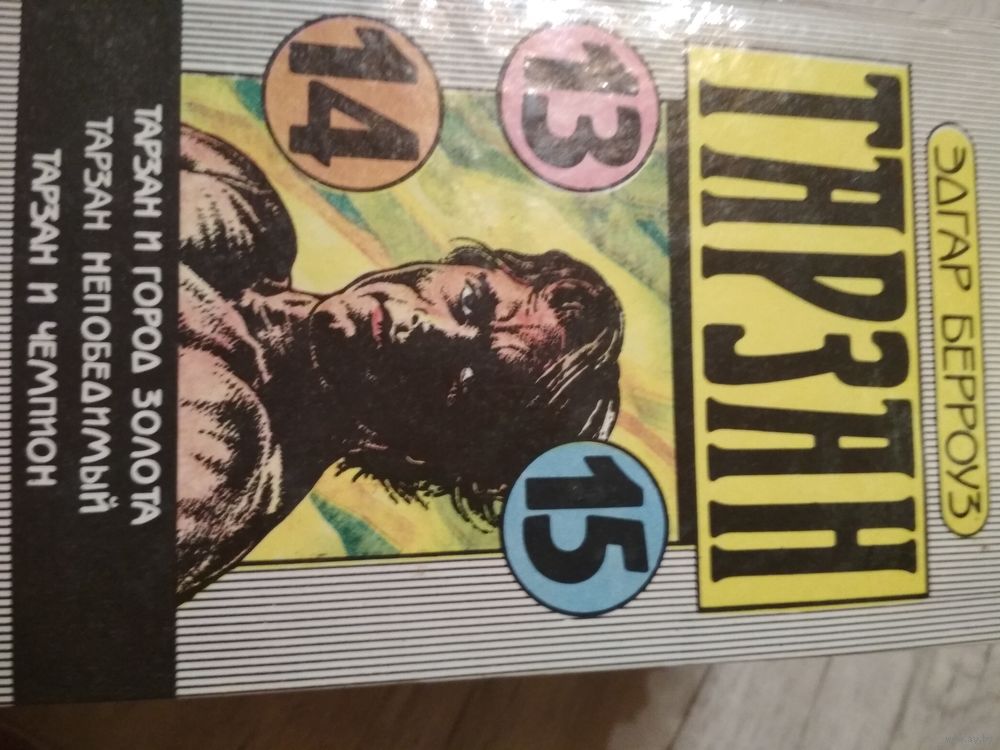 ЭДГАР БЕРРОУЗ
ТАРЗАН
13
14
15
ТАРЗАН И ГОРОД ЗОЛОТА
ТАРЗАН НЕПОБЕДИМЫЙ
ТАРЗАН И ЧЕМПИОН